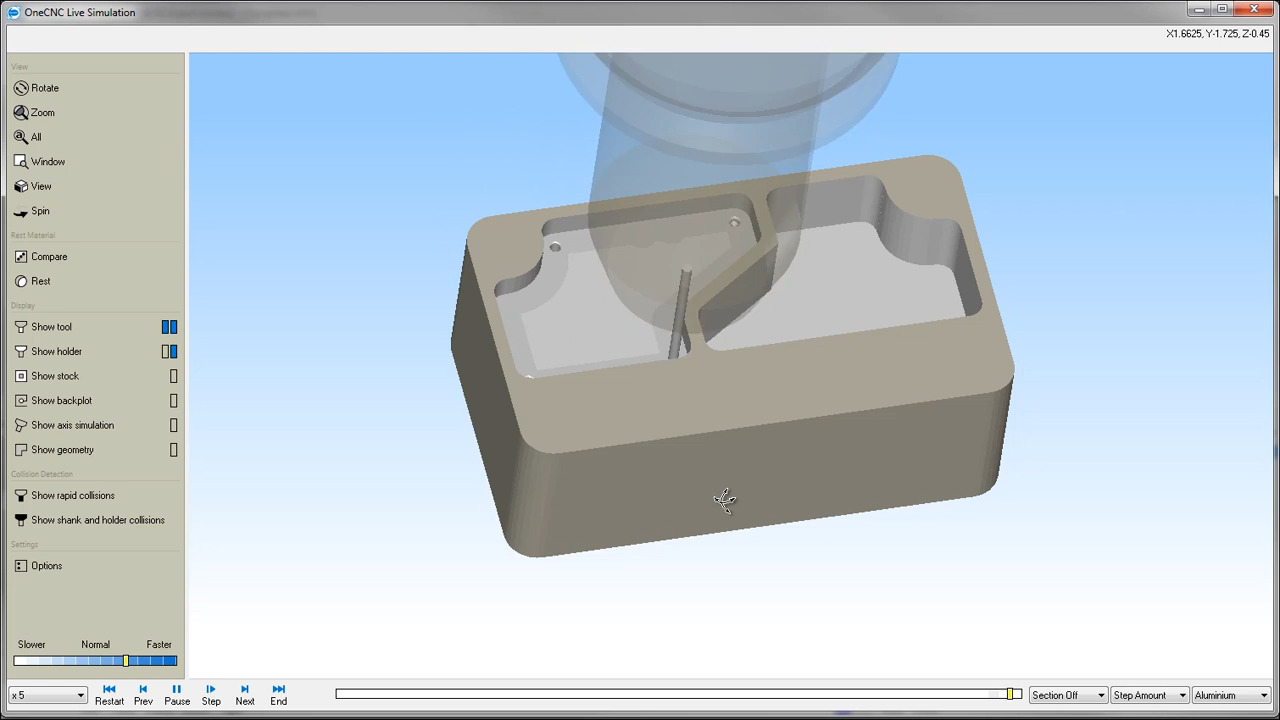 OneCNC Live Simulation
X1.6625, Y-1.725, Z-0.45
View
Rotate
Zoom
All
Window
View
Spin
Rest Material
Compare
Rest
Display
Show tool
Show holder
Show stock
Show backplot
Show axis simulation
Show geometry
Collision Detection
Show rapid collisions
Show shank and holder collisions
Settings
Options
Slower Normal Faster
x 5 Restart Prev Pause Step Next End Section Off Step Amount Aluminium